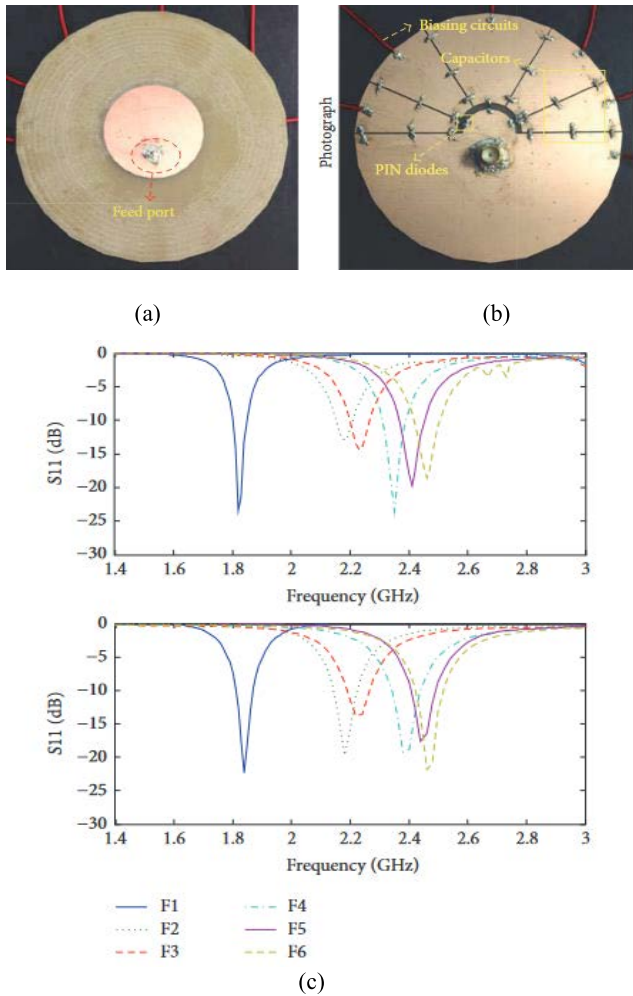 Feed port
(a)
Photograph
Biasing circuits
Capacitors
PIN diodes
(b)
S11 (dB)
0
−5
−10
−15
−20
−25
−30
1.4 1.6 1.8 2 2.2 2.4 2.6 2.8 3
Frequency (GHz)
S11 (dB)
0
−5
−10
−15
−20
−25
−30
1.4 1.6 1.8 2 2.2 2.4 2.6 2.8 3
Frequency (GHz)
F1
F2
F3
F4
F5
F6
(c)